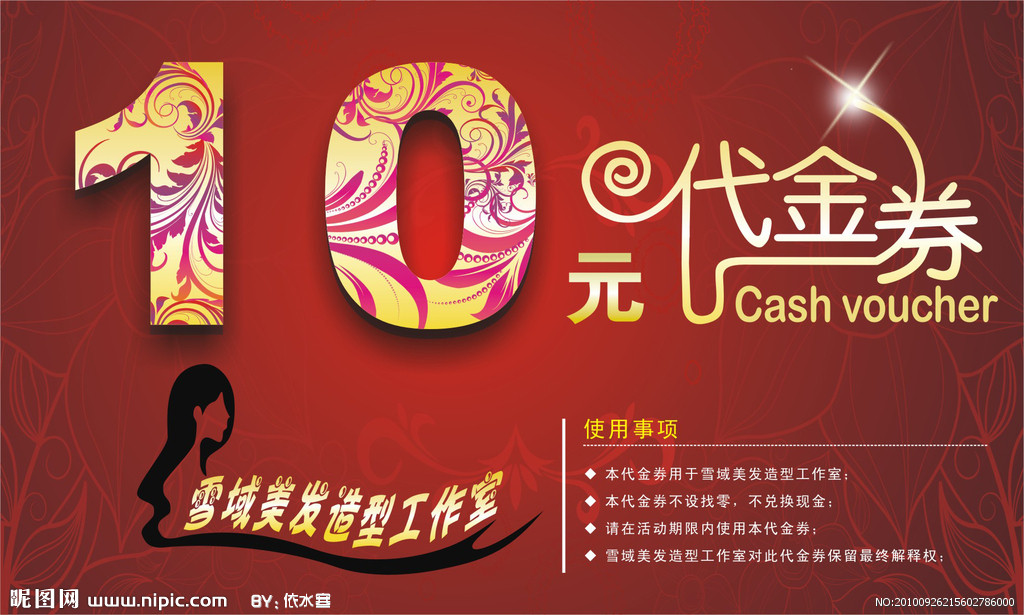 10
元
代金券
Cash voucher
雪域美发造型工作室
使用事项
◆ 本代金券用于雪域美发造型工作室;
◆ 本代金券不设找零，不兑换现金;
◆ 请在活动期限内使用本代金券;
◆ 雪域美发造型工作室对此代金券保留最终解释权;
昵图网 www.nipic.com BY:依水寒
NO:20100926215602786000